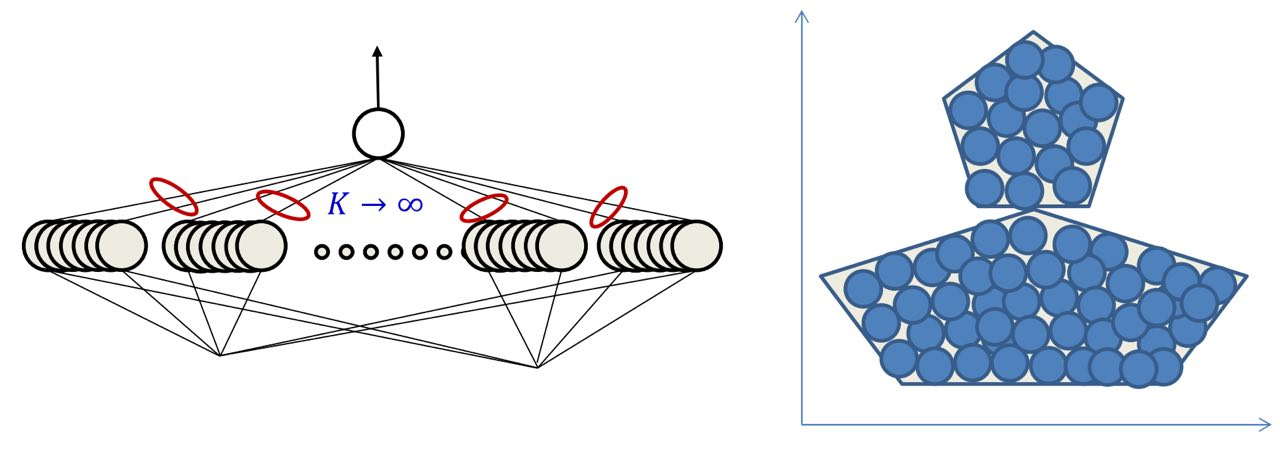 K → ∞